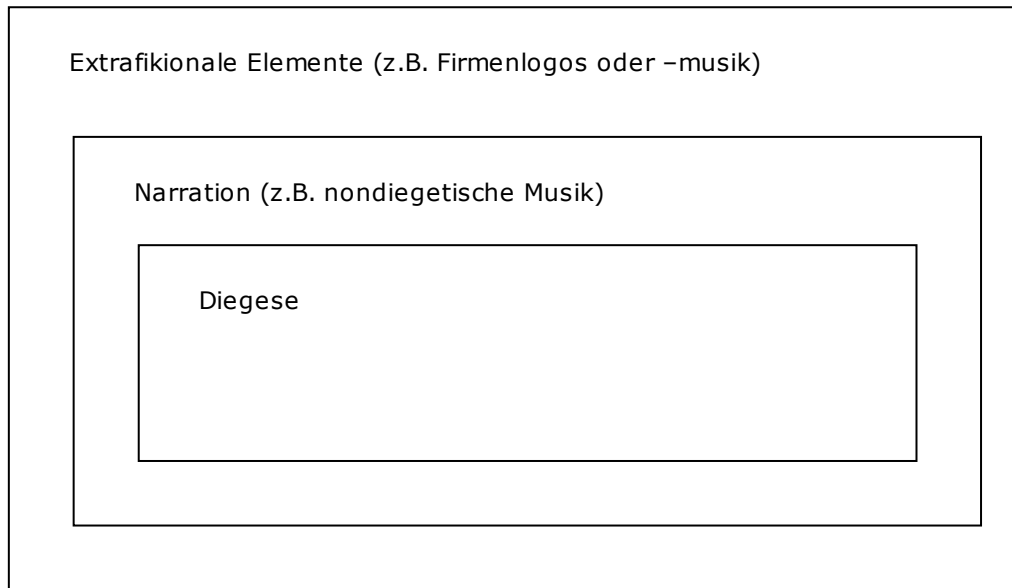 Extrafikionale Elemente (z.B. Firmenlogos oder –musik)
Narration (z.B. nondiegetische Musik)
Diegese